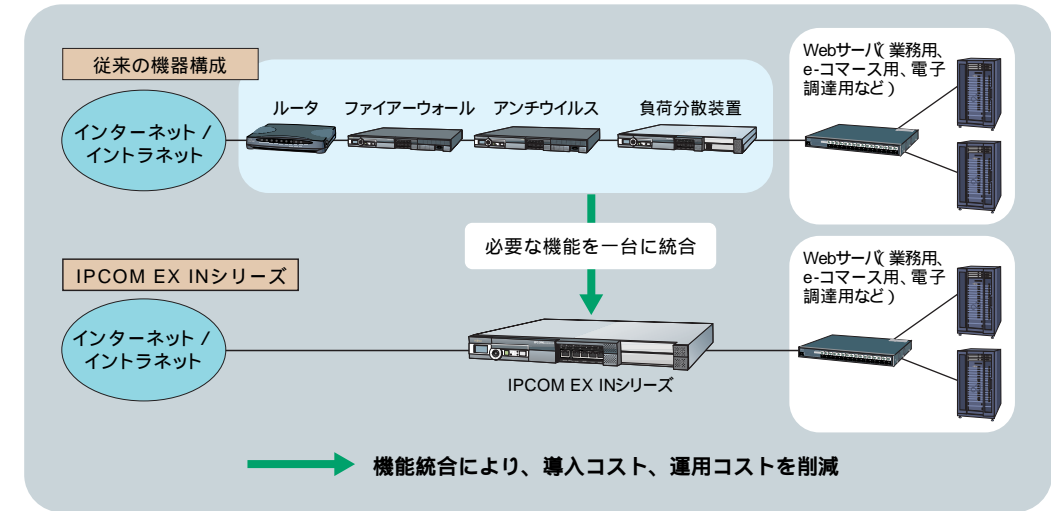 従来の機器構成
インターネット /
イントラネット
ルータ
ファイアーウォール
アンチウイルス
負荷分散装置
Webサーバ( 業務用、
e-コマース用、電子
調達用など )
必要な機能を一台に統合
IPCOM EX INシリーズ
インターネット /
イントラネット
IPCOM EX INシリーズ
Webサーバ( 業務用、
e-コマース用、電子
調達用など )
機能統合により、導入コスト、運用コストを削減